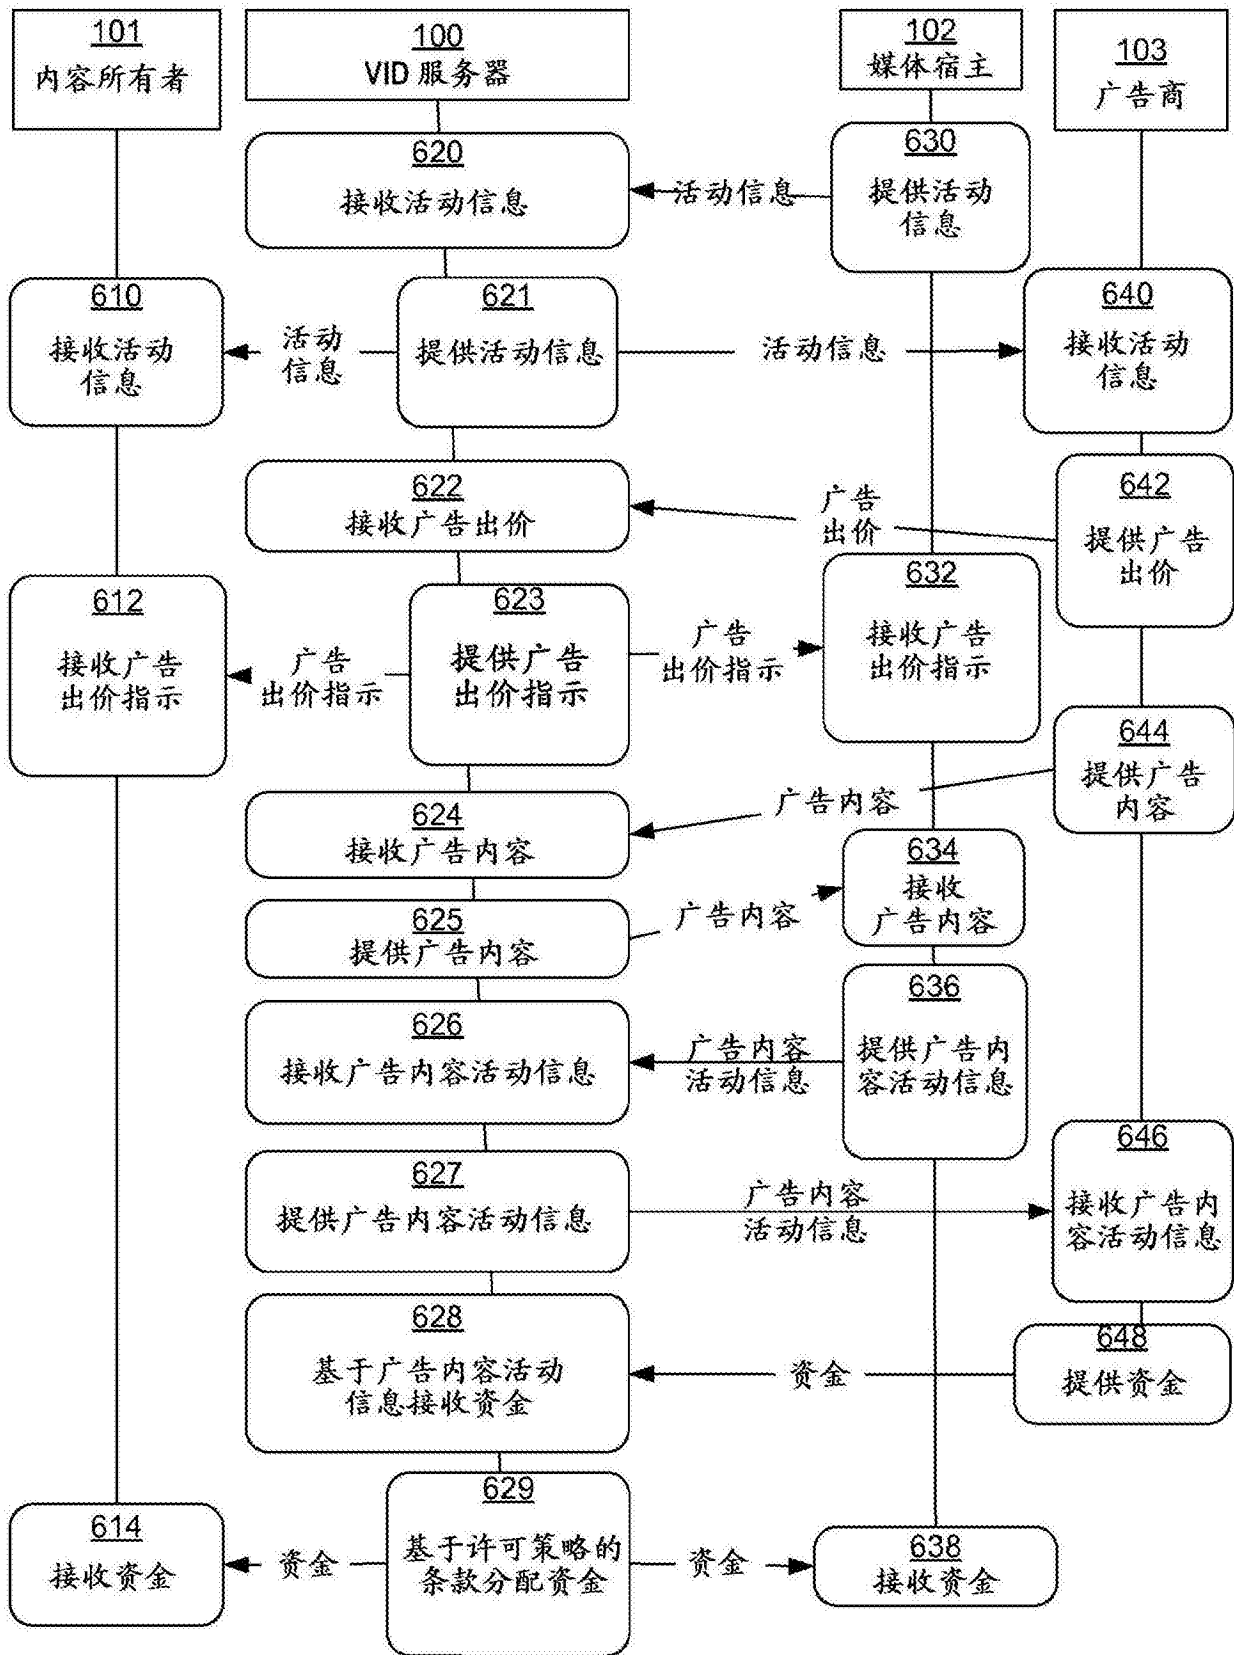 101
内容所有者
100
VID 服务器
102
媒体宿主
103
广告商
620
接收活动信息
活动信息
630
提供活动
信息
610
接收活动
信息
活动
信息
621
提供活动信息
活动信息
640
接收活动
信息
622
接收广告出价
广告
出价
642
提供广告
出价
612
接收广告
出价指示
广告
出价指示
623
提供广告
出价指示
广告
出价指示
632
接收广告
出价指示
644
提供广告
内容
624
接收广告内容
广告内容
634
接收
广告内容
625
提供广告内容
广告内容
626
接收广告内容活动信息
广告内容
活动信息
636
提供广告内
容活动信息
627
提供广告内容活动信息
广告内容
活动信息
646
接收广告内
容活动信息
628
基于广告内容活动
信息接收资金
资金
648
提供资金
614
接收资金
资金
629
基于许可策略的
条款分配资金
资金
638
接收资金